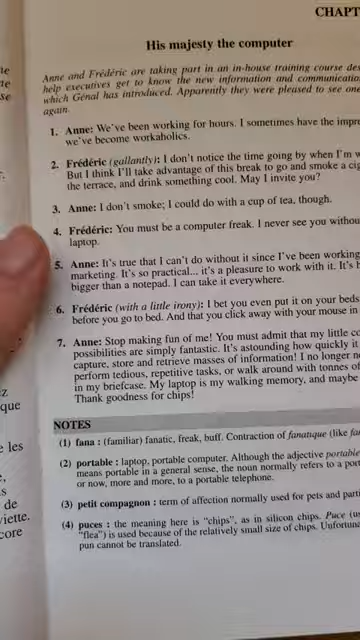 CHAPT
His majesty the computer
Anne and Frédéric are taking part in an in-house training course des
help executives get to know the new information and communicatio
which Génal has introduced. Apparently they were pleased to see one
again.
1. Anne: We've been working for hours. I sometimes have the impre
we've become workaholics.
2. Frédéric (gallantly): I don't notice the time going by when I'm w
But I think I'll take advantage of this break to go and smoke a cig
the terrace, and drink something cool. May I invite you?
3. Anne: I don't smoke; I could do with a cup of tea, though.
4. Frédéric: You must be a computer freak. I never see you withou
laptop.
5. Anne: It's true that I can't do without it since I've been working
marketing. It's so practical... it's a pleasure to work with it. It's
bigger than a notepad. I can take it everywhere.
6. Frédéric (with a little irony): I bet you even put it on your beds
before you go to bed. And that you click away with your mouse in
7. Anne: Stop making fun of me! You must admit that my little co
possibilities are simply fantastic. It's astounding how quickly it
capture, store and retrieve masses of information! I no longer n
perform tedious, repetitive tasks, or walk around with tonnes of
in my briefcase. My laptop is my walking memory, and maybe
Thank goodness for chips!
NOTES
(1) fana : (familiar) fanatic, freak, buff. Contraction of fanatique (like fa
(2) portable : laptop, portable computer. Although the adjective portable
means portable in a general sense, the noun normally refers to a po
or now, more and more, to a portable telephone.
(3) petit compagnon : term of affection normally used for pets and part
(4) puces : the meaning here is "chips", as in silicon chips. Puce (
"flea") is used because of the relatively small size of chips. Unfortuna
pun cannot be translated.
que
e les
de
viette.
core